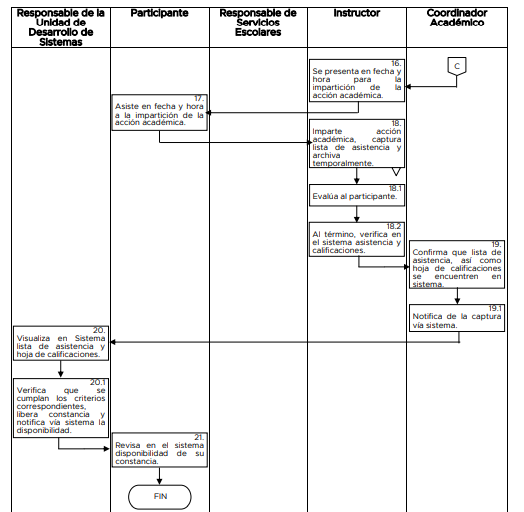 Responsable de la
Unidad de
Desarrollo de
Sistemas
Participante
Responsable de
Servicios
Escolares
Instructor
Coordinador
Académico
C
16.
Se presenta en fecha y
hora para la
impartición de la
acción académica.
17.
Asiste en fecha y hora
a la impartición de la
acción académica.
18.
Imparte acción
académica, captura
lista de asistencia y
archiva
temporalmente.
18.1
Evalúa al participante.
18.2
Al término, verifica en
el sistema asistencia y
calificaciones.
19.
Confirma que lista de
asistencia, así como
hoja de calificaciones
se encuentren en
sistema.
19.1
Notifica de la captura
vía sistema.
20.
Visualiza en Sistema
lista de asistencia y
hoja de calificaciones.
20.1
Verifica que se
cumplan los criterios
correspondientes,
libera constancia y
notifica vía sistema la
disponibilidad.
21.
Revisa en el sistema
disponibilidad de su
constancia.
FIN